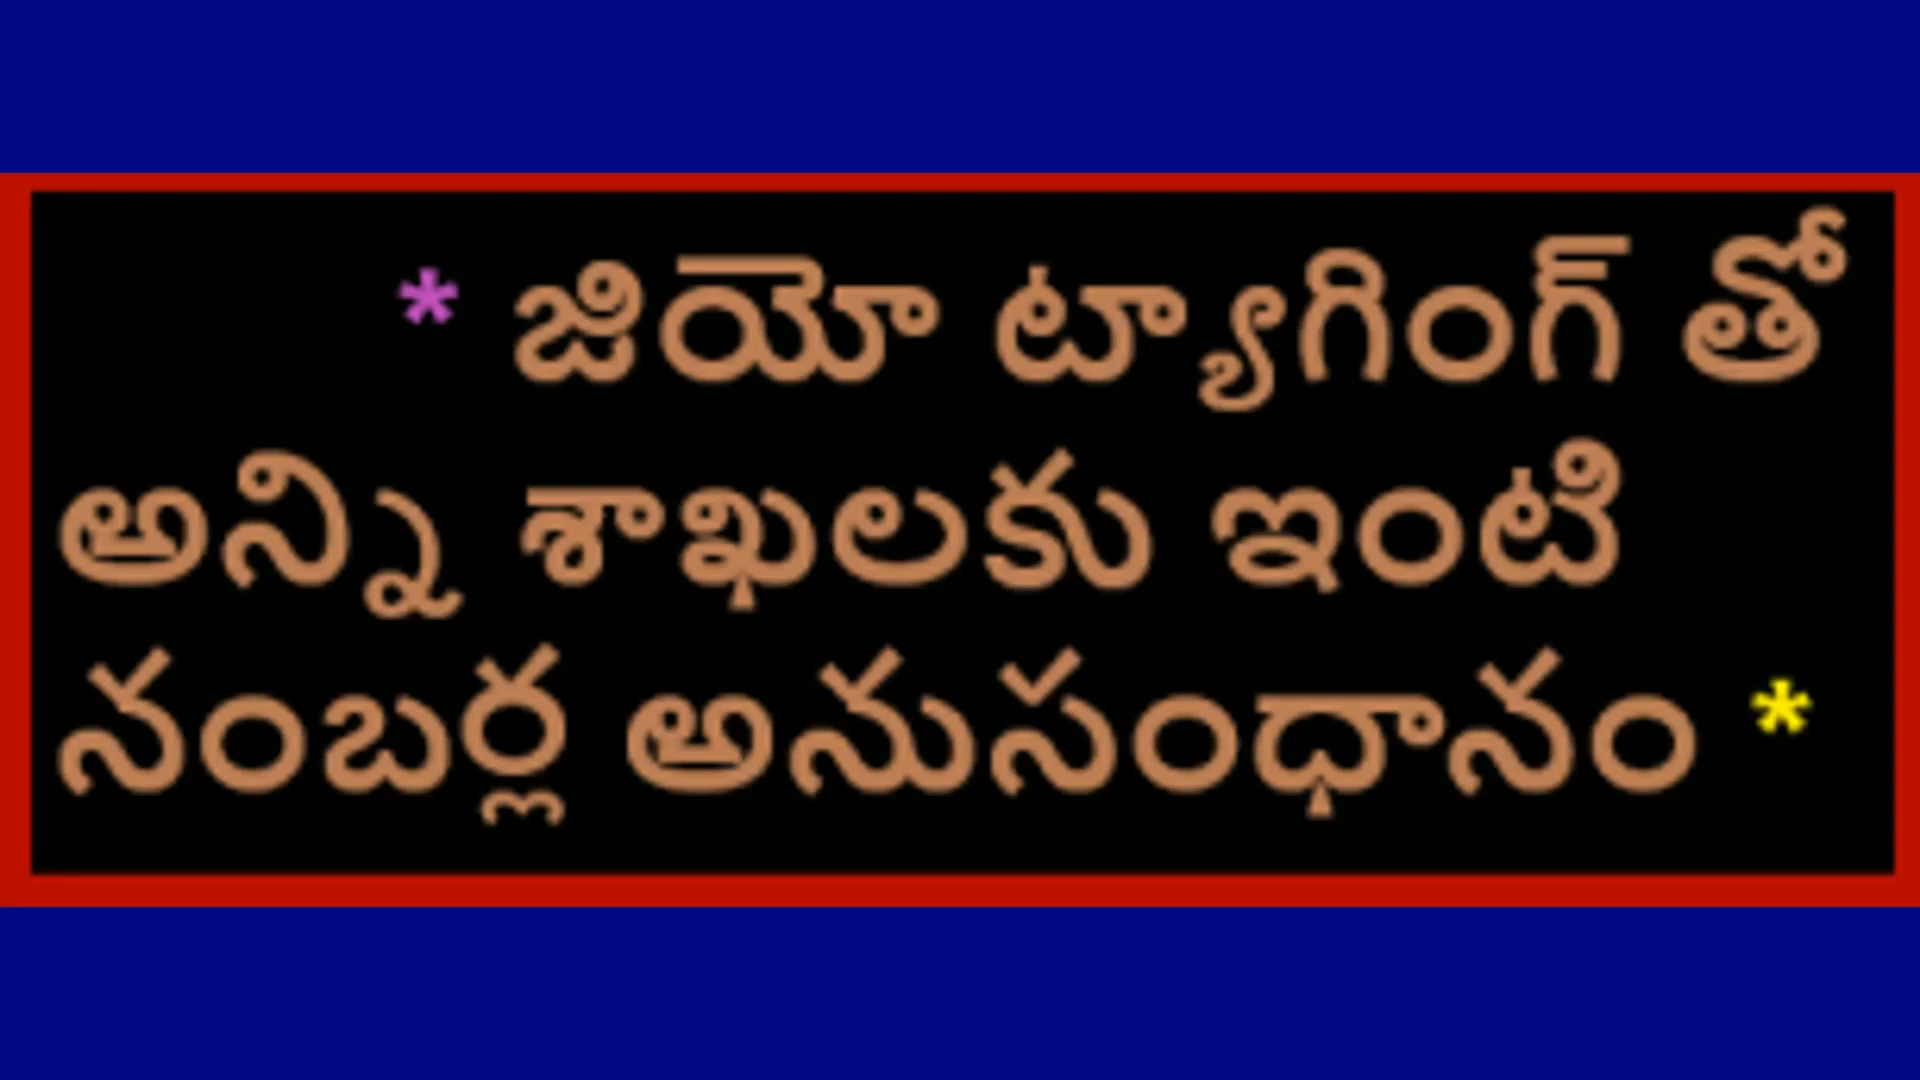 * జియో ట్యాగింగ్ తో
అన్ని శాఖలకు ఇంటి
నంబర్ల అనుసంధానం *